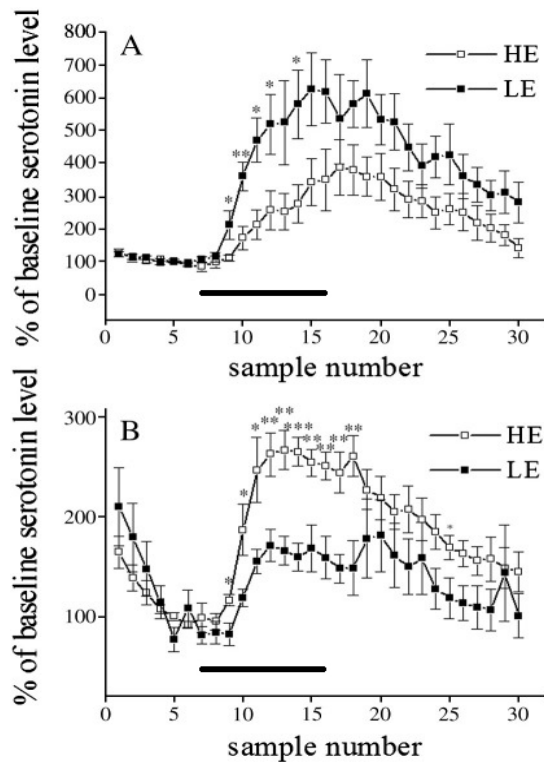 % of baseline serotonin level
A
HE
LE
800
700
600
500
400
300
200
100
0
*
**
*
*
*
0 5 10 15 20 25 30
sample number
% of baseline serotonin level
B
HE
LE
300
200
100
*
*
*
**
**
**
**
**
**
**
*
0 5 10 15 20 25 30
sample number